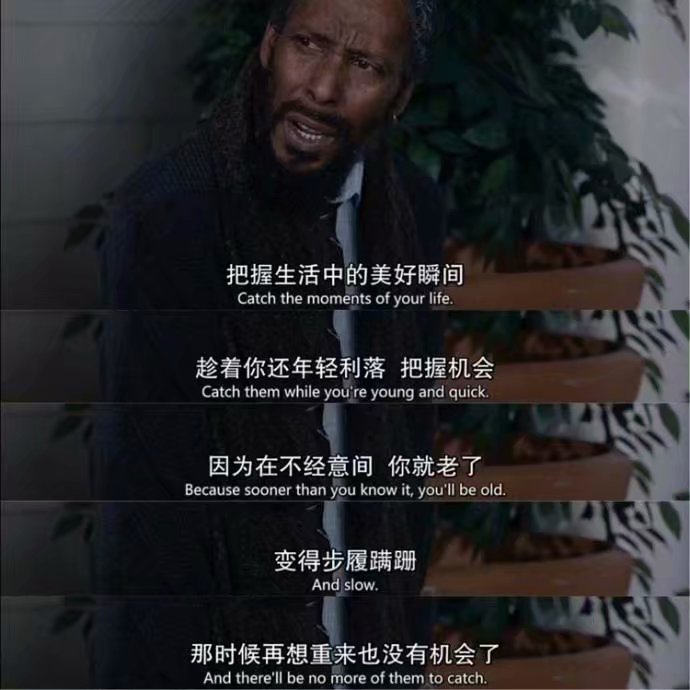 把握生活中的美好瞬间
Catch the moments of your life.
趁着你还年轻利落 把握机会
Catch them while you're young and quick.
因为在不经意间 你就老了
Because sooner than you know it, you'll be old.
变得步履蹒跚
And slow.
那时候再想重来也没有机会了
And there'll be no more of them to catch.